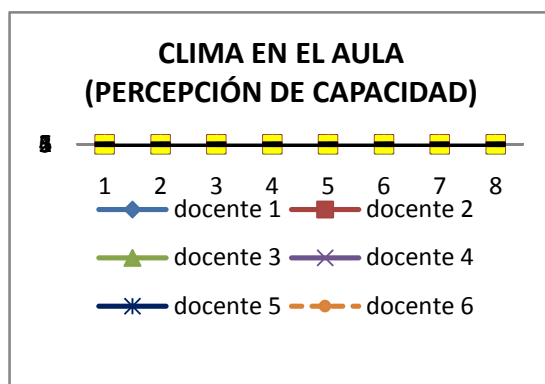 CLIMA EN EL AULA
(PERCEPCIÓN DE CAPACIDAD)
1 2 3 4 5 6 7 8
docente 1 docente 2
docente 3 docente 4
docente 5 docente 6